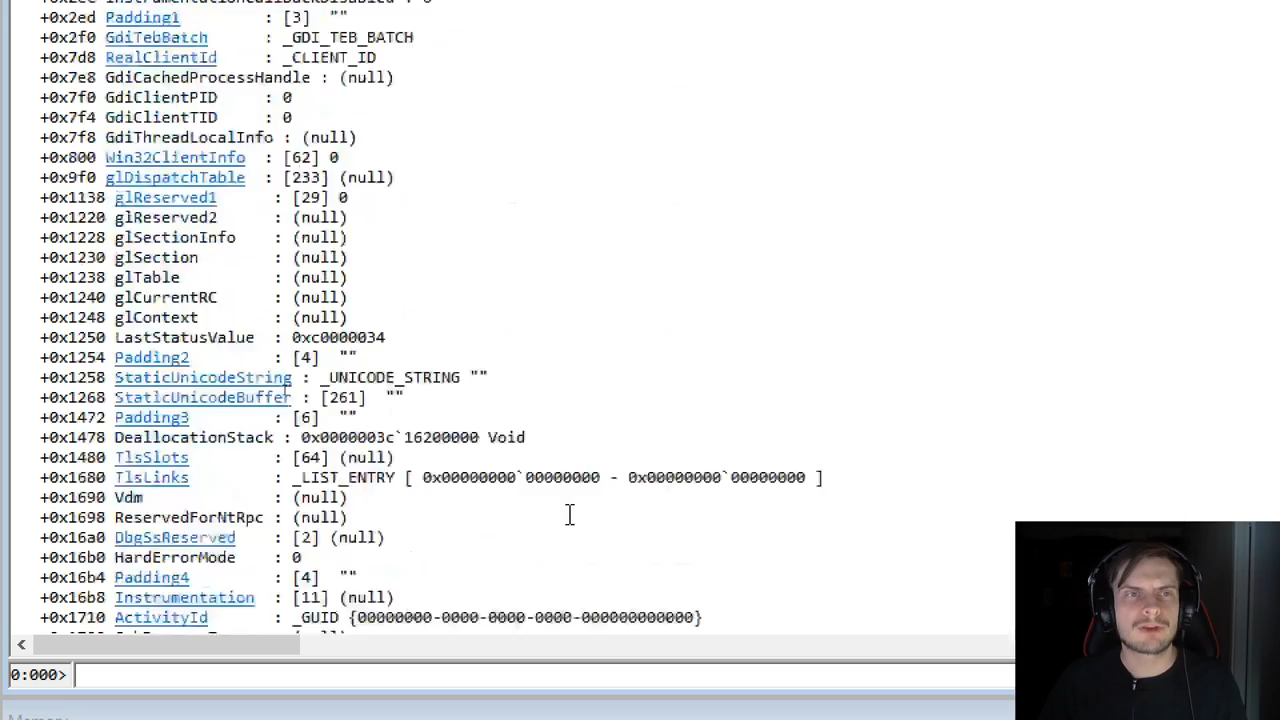 +0x2ed Padding1 : [3] ""
+0x2f0 GdiTebBatch : _GDI_TEB_BATCH
+0x7d8 RealClientId : _CLIENT_ID
+0x7e8 GdiCachedProcessHandle : (null)
+0x7f0 GdiClientPID : 0
+0x7f4 GdiClientTID : 0
+0x7f8 GdiThreadLocalInfo : (null)
+0x800 Win32ClientInfo : [62] 0
+0x9f0 glDispatchTable : [233] (null)
+0x1138 glReserved1 : [29] 0
+0x1220 glReserved2 : (null)
+0x1228 glSectionInfo : (null)
+0x1230 glSection : (null)
+0x1238 glTable : (null)
+0x1240 glCurrentRC : (null)
+0x1248 glContext : (null)
+0x1250 LastStatusValue : 0xc0000034
+0x1254 Padding2 : [4] ""
+0x1258 StaticUnicodeString : _UNICODE_STRING ""
+0x1268 StaticUnicodeBuffer : [261] ""
+0x1472 Padding3 : [6] ""
+0x1478 DeallocationStack : 0x0000003c`16200000 Void
+0x1480 TlsSlots : [64] (null)
+0x1680 TlsLinks : _LIST_ENTRY [ 0x00000000`00000000 - 0x00000000`00000000 ]
+0x1690 Vdm : (null)
+0x1698 ReservedForNtRpc : (null)
+0x16a0 DbgSsReserved : [2] (null)
+0x16b0 HardErrorMode : 0
+0x16b4 Padding4 : [4] ""
+0x16b8 Instrumentation : [11] (null)
+0x1710 ActivityId : _GUID {00000000-0000-0000-0000-000000000000}
0:000>